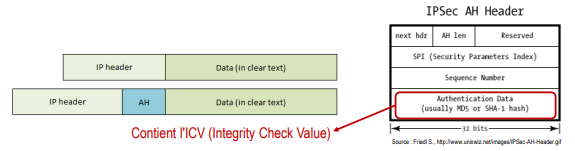 IPSec AH Header
next hdr AH len Reserved
SPI (Security Parameters Index)
Sequence Number
Authentication Data
(usually MD5 or SHA-1 hash)
32 bits
Source : Friedl S., http://www.unixwiz.net/images/IPSec-AH-Header.gif
IP header Data (in clear text)
IP header AH Data (in clear text)
Contient l'ICV (Integrity Check Value)